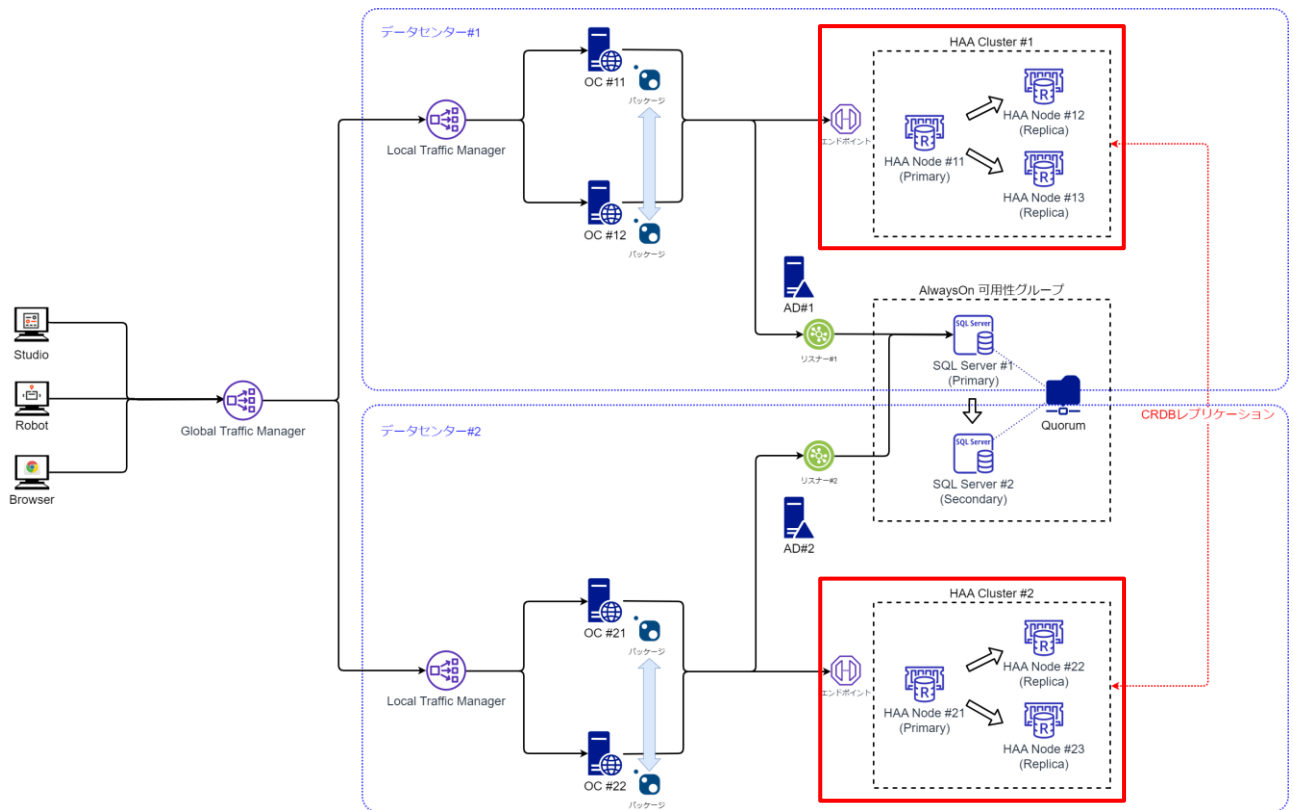 データセンター#1
OC #11
パッケージ
Local Traffic Manager
OC #12
パッケージ
エンドポイント
HAA Cluster #1
HAA Node #11
(Primary)
R
HAA Node #12
(Replica)
R
HAA Node #13
(Replica)
R
AD#1
リスナー#1
AlwaysOn 可用性グループ
SQL Server
SQL Server #1
(Primary)
Quorum
SQL Server
SQL Server #2
(Secondary)
CRDBレプリケーション
Studio
Robot
Browser
Global Traffic Manager
データセンター#2
リスナー#2
AD#2
OC #21
パッケージ
Local Traffic Manager
OC #22
パッケージ
エンドポイント
HAA Cluster #2
HAA Node #21
(Primary)
R
HAA Node #22
(Replica)
R
HAA Node #23
(Replica)
R